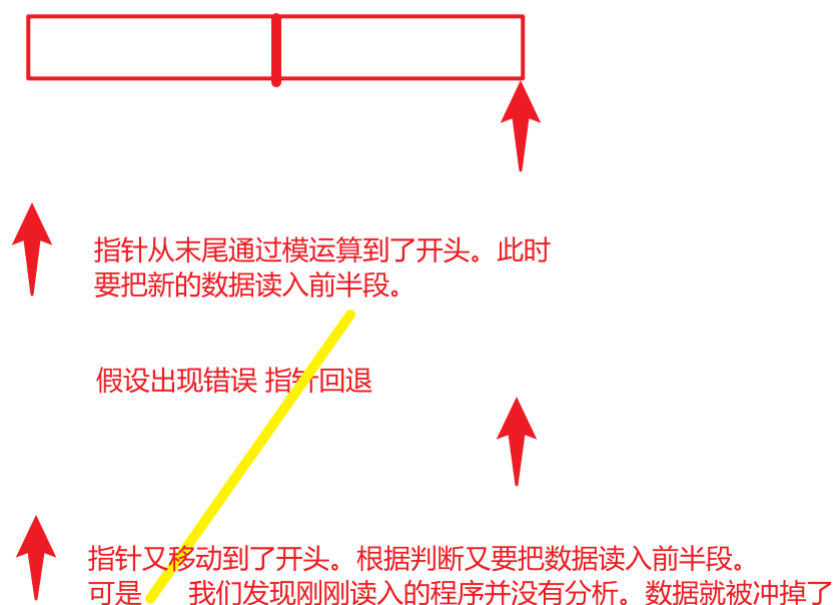 指针从末尾通过模运算到了开头。此时
要把新的数据读入前半段。
假设出现错误 指针回退
指针又移动到了开头。根据判断又要把数据读入前半段。
可是 我们发现刚刚读入的程序并没有分析。数据就被冲掉了